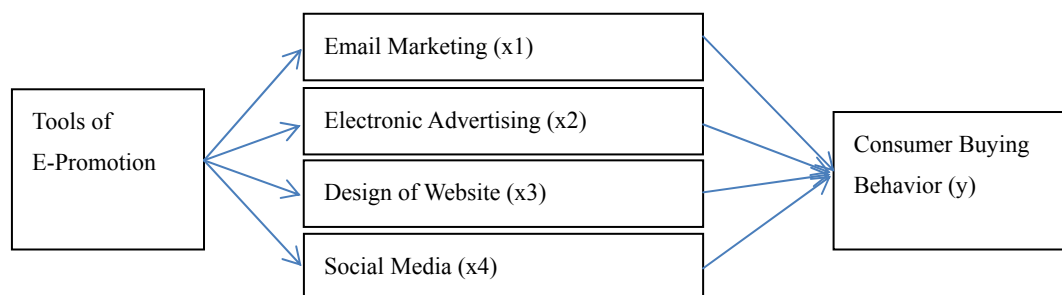 Tools of
E-Promotion
Email Marketing (x1)
Electronic Advertising (x2)
Design of Website (x3)
Social Media (x4)
Consumer Buying
Behavior (y)